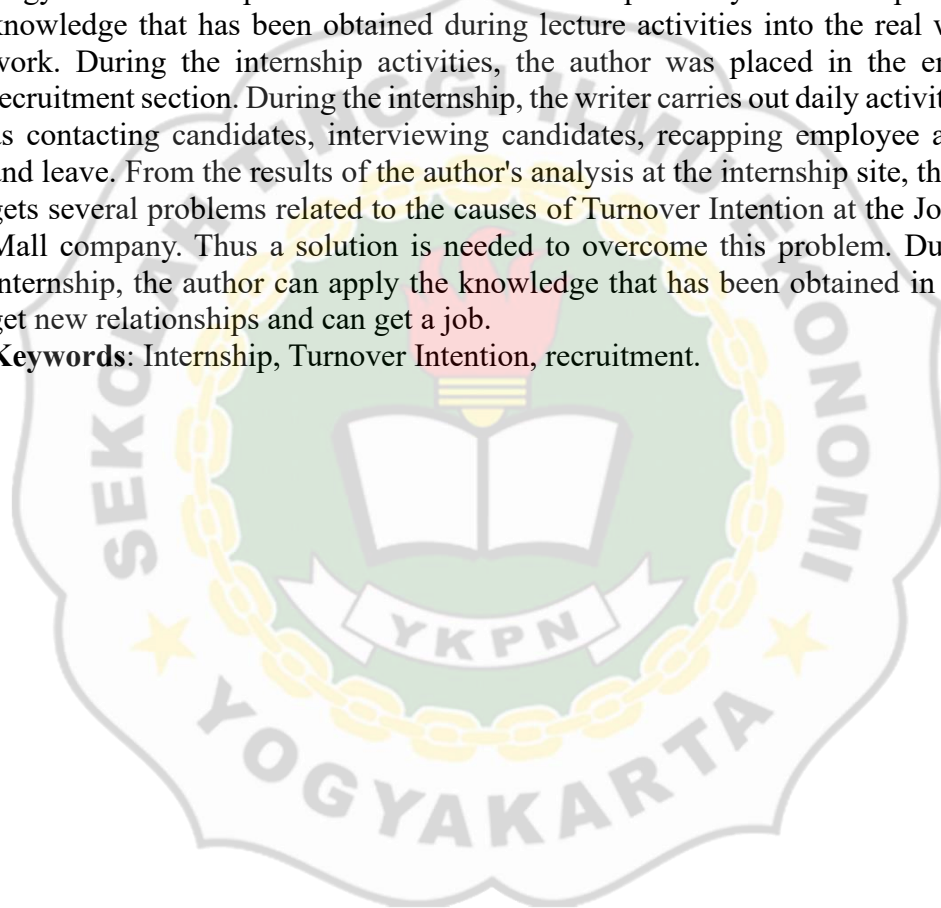 knowledge that has been obtained during lecture activities into the real
work. During the internship activities, the author was placed in the
recruitment section. During the internship, the writer carries out daily
as contacting candidates, interviewing candidates, recapping employee
and leave. From the results of the author's analysis at the internship site,
gets several problems related to the causes of Turnover Intention at the
Mall company. Thus a solution is needed to overcome this problem.
internship, the author can apply the knowledge that has been obtained in
get new relationships and can get a job.
Keywords: Internship, Turnover Intention, recruitment.
SEKOLAH TINGGI ILMU EKONOMI
YKPN
YOGYAKARTA